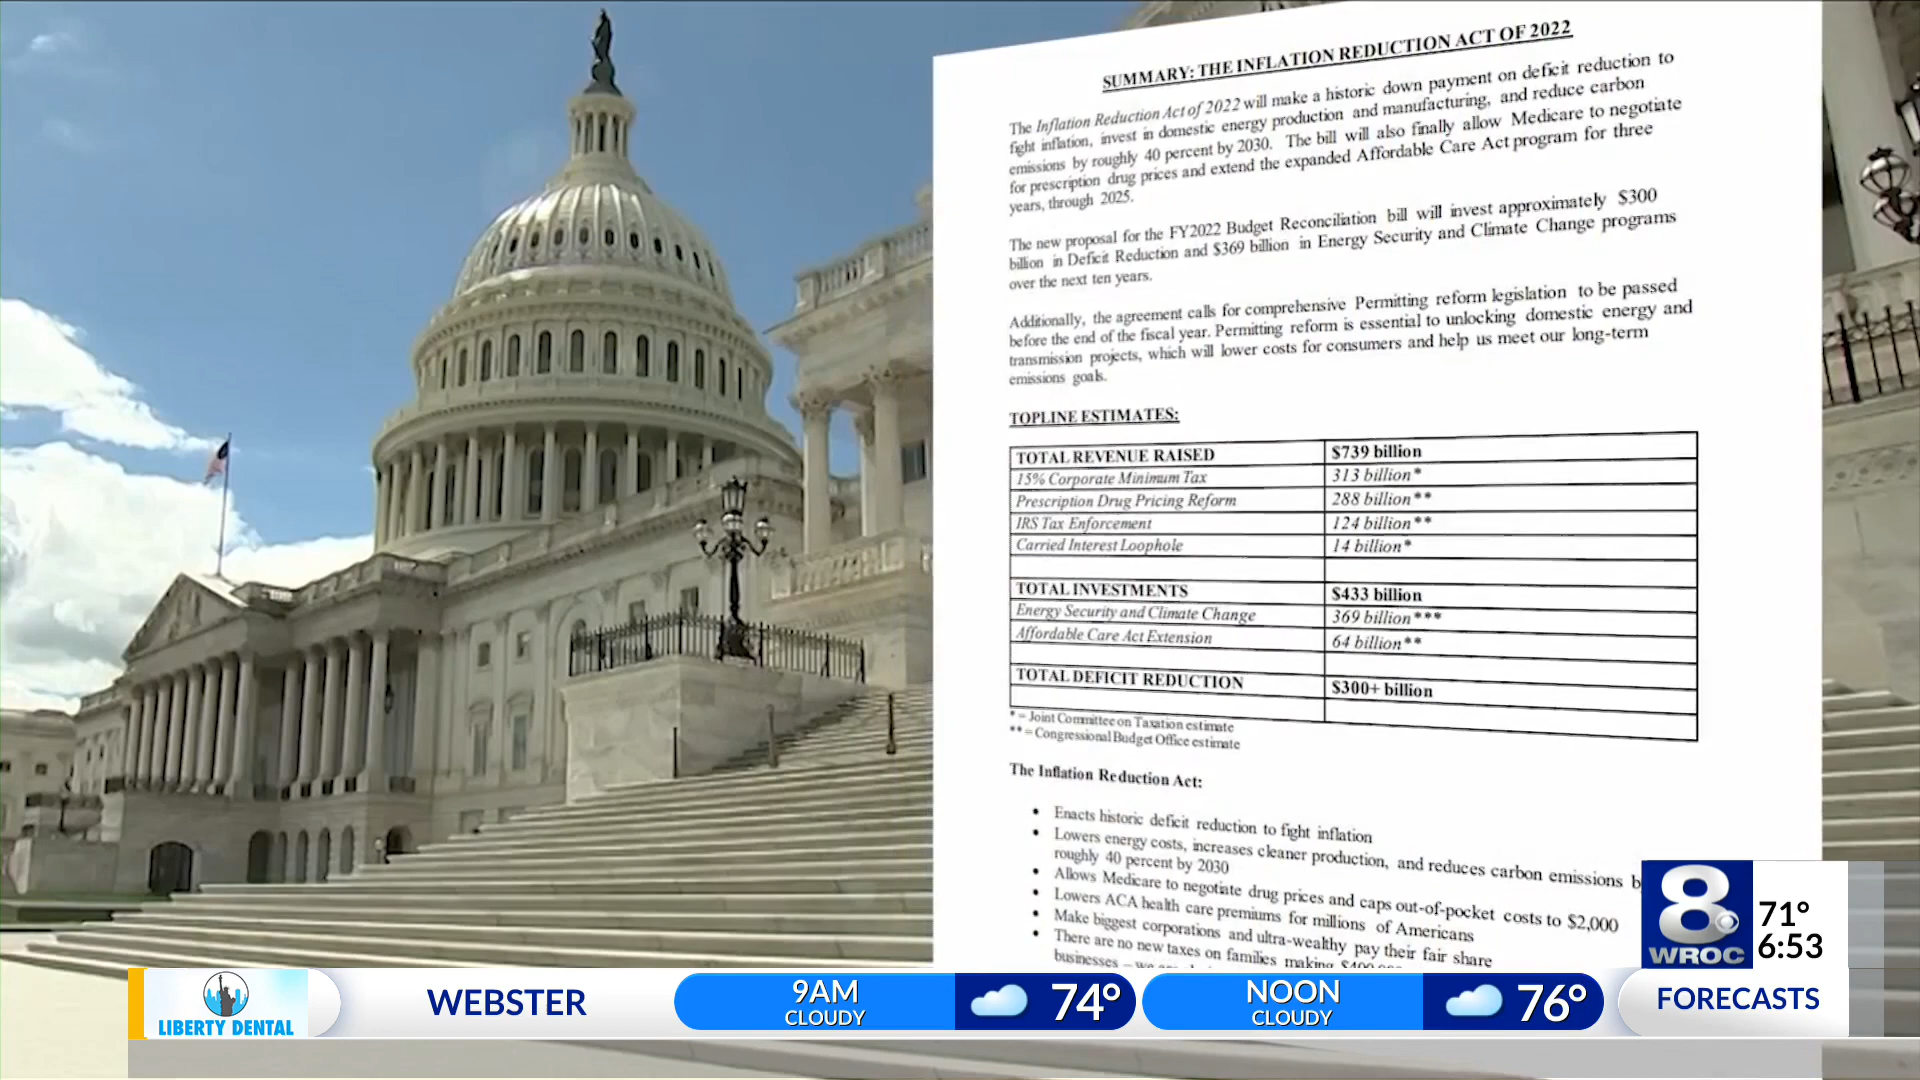 SUMMARY: THE INFLATION REDUCTION ACT OF 2022
The Inflation Reduction Act of 2022 will make a historic down payment on deficit reduction to
fight inflation, invest in domestic energy production and manufacturing, and reduce carbon
emissions by roughly 40 percent by 2030. The bill will also finally allow Medicare to negotiate
for prescription drug prices and extend the expanded Affordable Care Act program for three
years, through 2025.
The new proposal for the FY2022 Budget Reconciliation bill will invest approximately $300
billion in Deficit Reduction and $369 billion in Energy Security and Climate Change programs
over the next ten years.
Additionally, the agreement calls for comprehensive Permitting reform legislation to be passed
before the end of the fiscal year. Permitting reform is essential to unlocking domestic energy and
transmission projects, which will lower costs for consumers and help us meet our long-term
emissions goals.
TOPLINE ESTIMATES:
TOTAL REVENUE RAISED $739 billion
15% Corporate Minimum Tax 313 billion*
Prescription Drug Pricing Reform 288 billion**
IRS Tax Enforcement 124 billion**
Carried Interest Loophole 14 billion*
TOTAL INVESTMENTS $433 billion
Energy Security and Climate Change 369 billion***
Affordable Care Act Extension 64 billion**
TOTAL DEFICIT REDUCTION $300+ billion
* = Joint Committee on Taxation estimate
** = Congressional Budget Office estimate
The Inflation Reduction Act:
• Enacts historic deficit reduction to fight inflation
• Lowers energy costs, increases cleaner production, and reduces carbon emissions
roughly 40 percent by 2030
• Allows Medicare to negotiate drug prices and caps out-of-pocket costs to $2,000
• Lowers ACA health care premiums for millions of Americans
• Make biggest corporations and ultra-wealthy pay their fair share
• There are no new taxes on families making
businesses –
8
WROC
71°
6:53
LIBERTY DENTAL
WEBSTER
9AM
CLOUDY
74°
NOON
CLOUDY
76°
FORECASTS